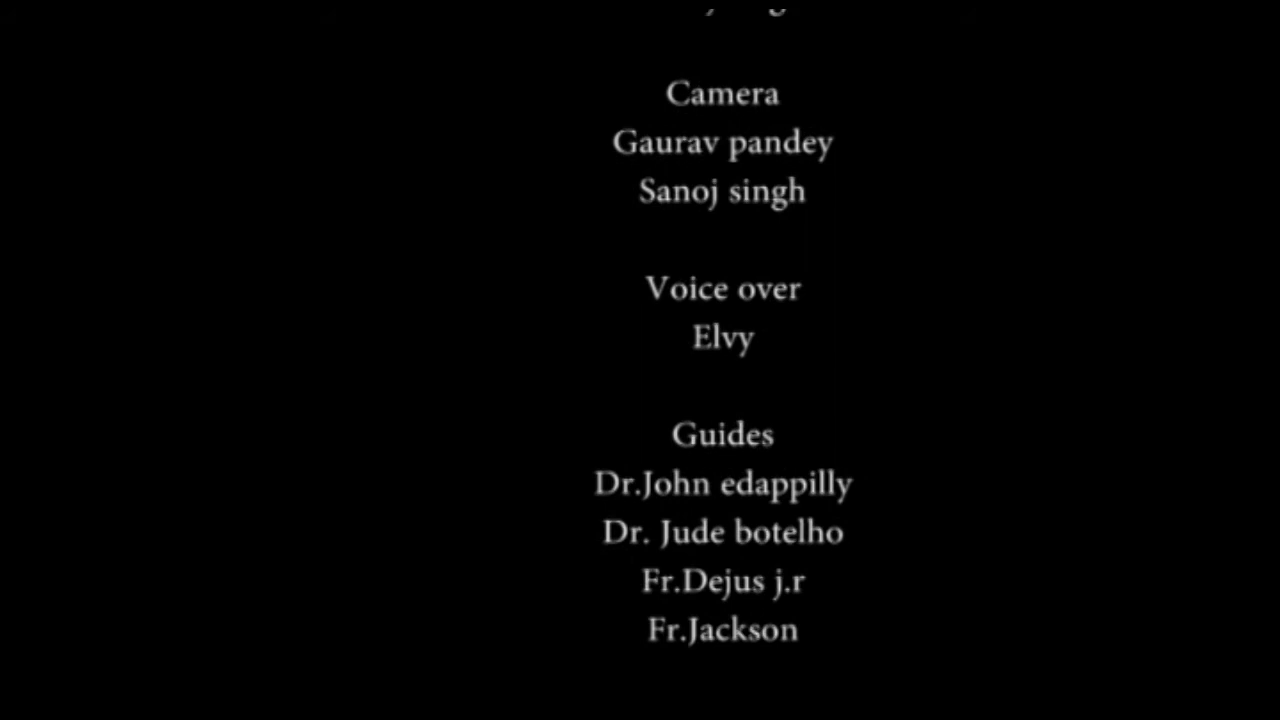 Camera
Gaurav pandey
Sanoj singh
Voice over
Elvy
Guides
Dr.John edappilly
Dr. Jude botelho
Fr.Dejus j.r
Fr.Jackson